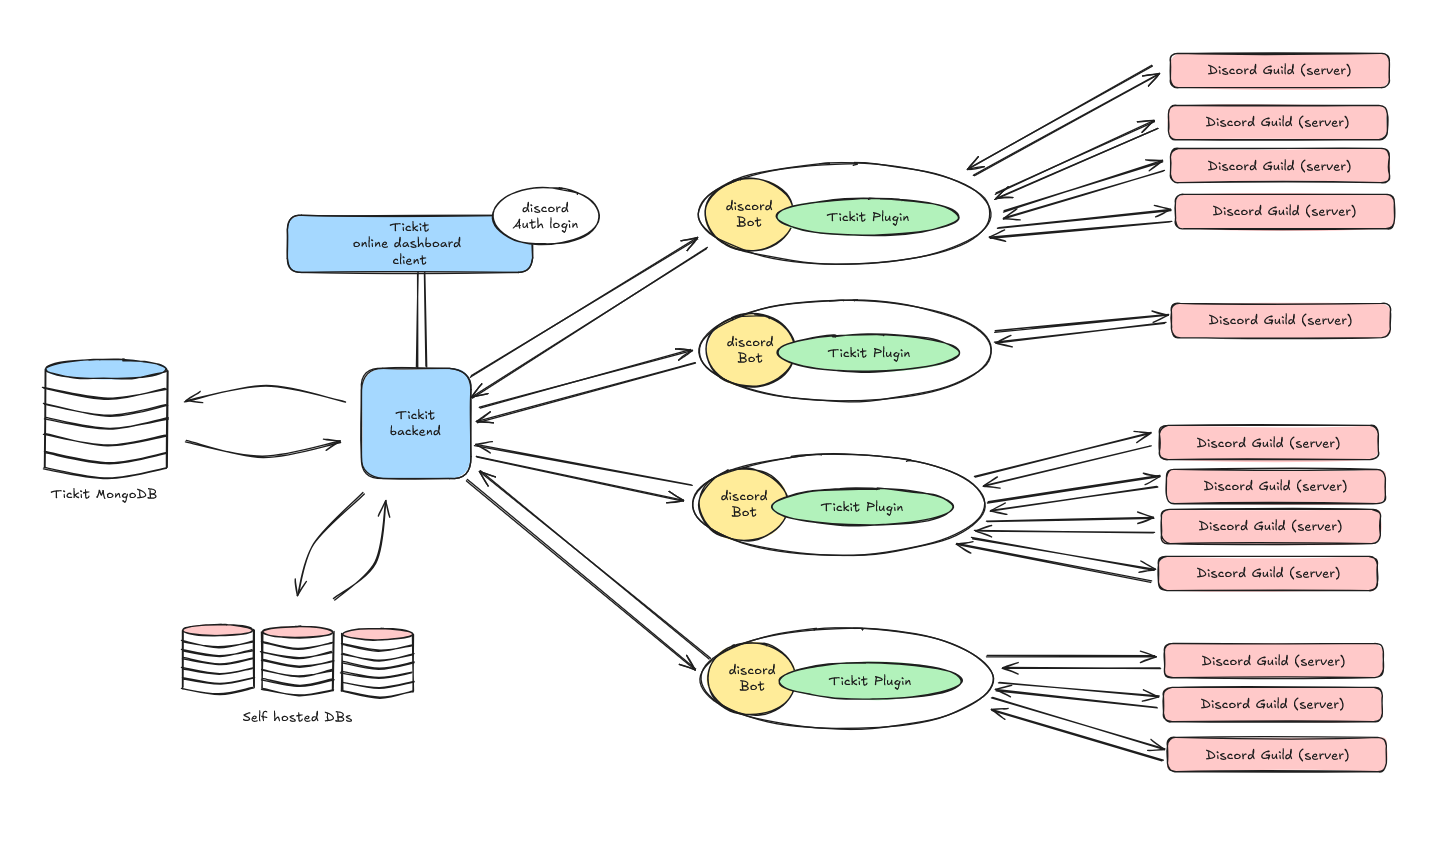 Discord Guild (server)
Discord Guild (server)
Discord Guild (server)
Discord Guild (server)
discord
Auth login
Tickit
online dashboard
client
discord
Bot
Tickit Plugin
Discord Guild (server)
discord
Bot
Tickit Plugin
Tickit
backend
Tickit MongoDB
Discord Guild (server)
Discord Guild (server)
Discord Guild (server)
Discord Guild (server)
discord
Bot
Tickit Plugin
Self hosted DBs
discord
Bot
Tickit Plugin
Discord Guild (server)
Discord Guild (server)
Discord Guild (server)